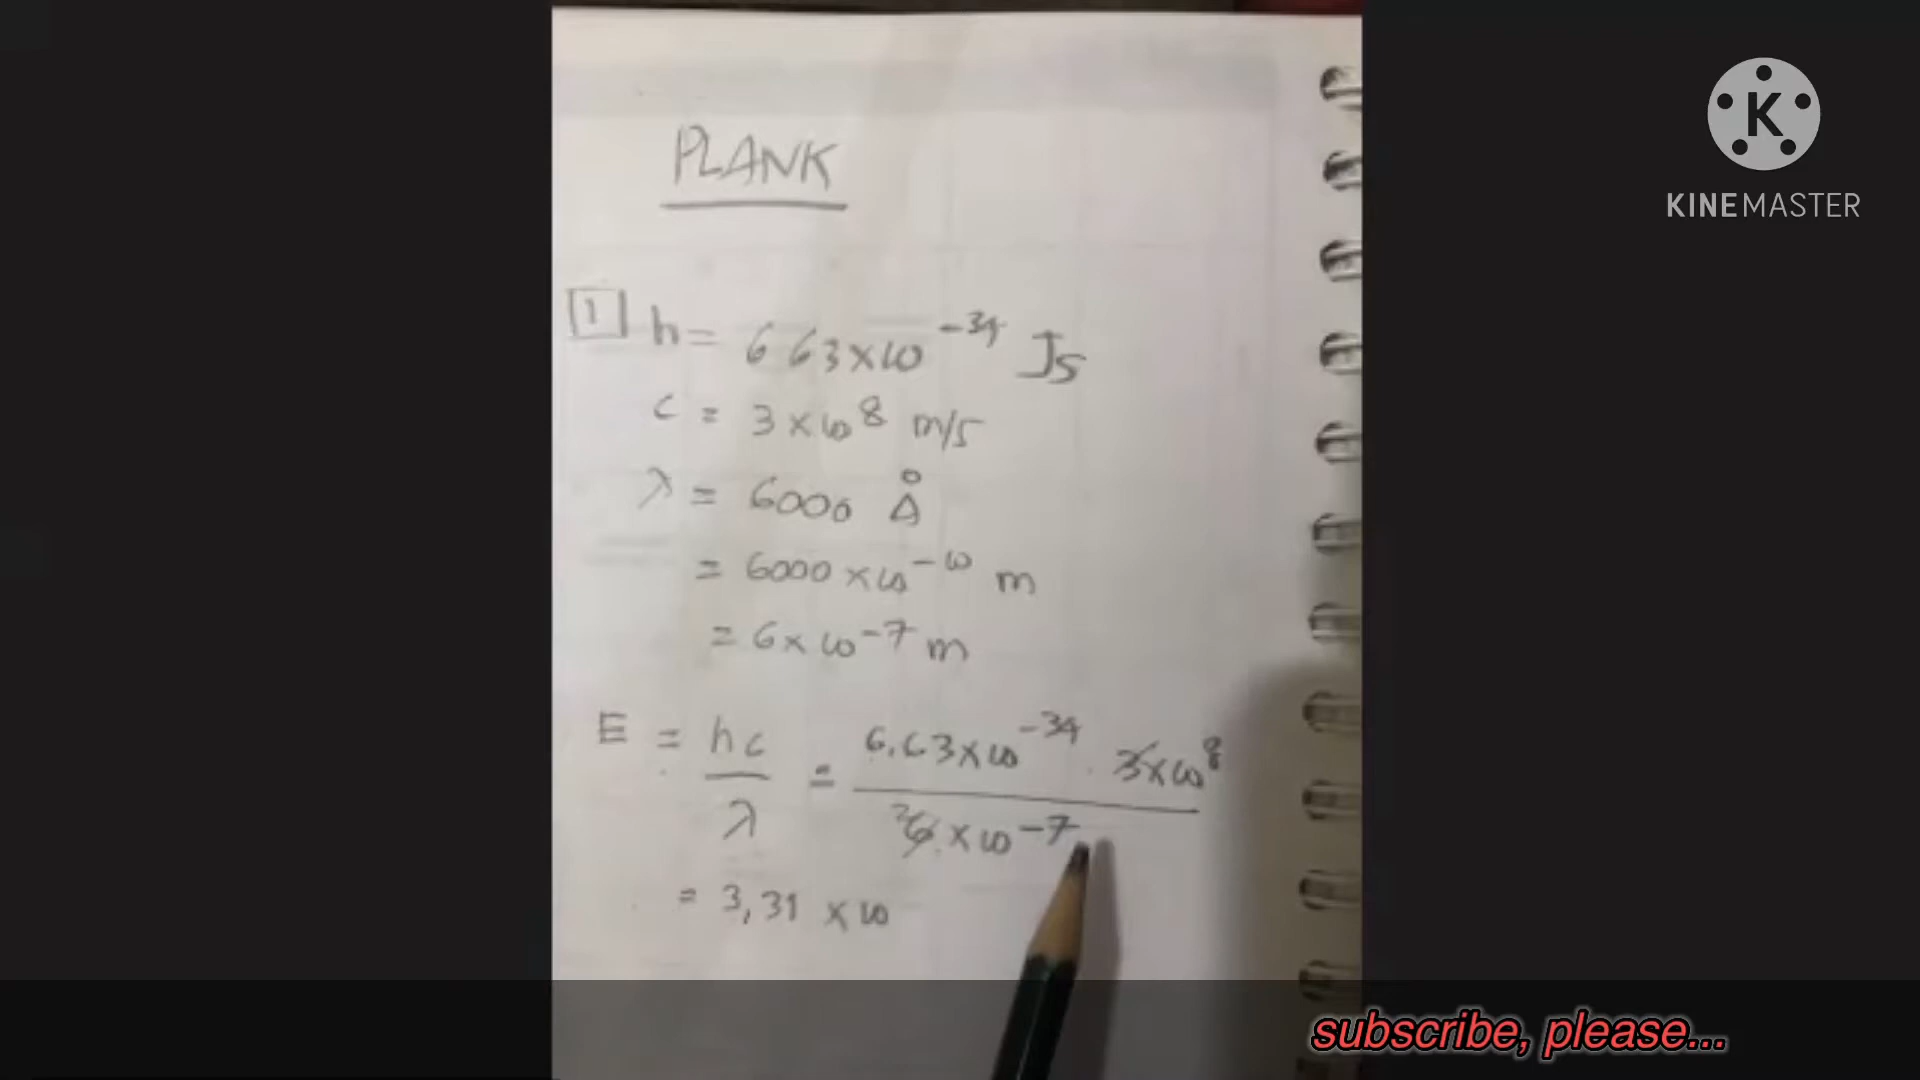 PLANK
1 h = 6 63 x 10^-34 Js
c = 3 x 10^8 m/s
λ = 6000 Å
= 6000 x 10^-10 m
= 6 x 10^-7 m
E = hc/λ = 6.63 x 10^-34 . 3 x 10^8 / 2 6 x 10^-7
= 3,31 x 10
K
KINEMASTER
subscribe, please...